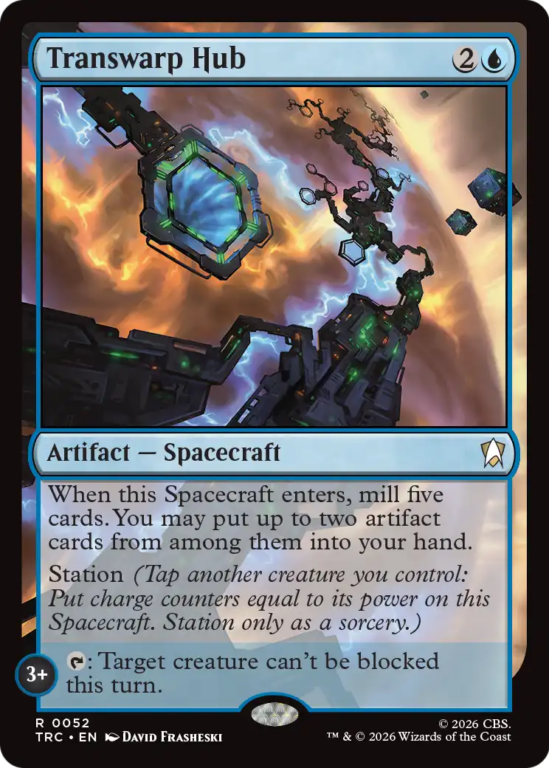 Transwarp Hub 2
Artifact — Spacecraft
When this Spacecraft enters, mill five
cards. You may put up to two artifact
cards from among them into your hand.
Station (Tap another creature you control:
Put charge counters equal to its power on this
Spacecraft. Station only as a sorcery.)
3+
: Target creature can't be blocked
this turn.
R 0052 © 2026 CBS.
TRC • EN David Frasheski ™ & © 2026 Wizards of the Coast